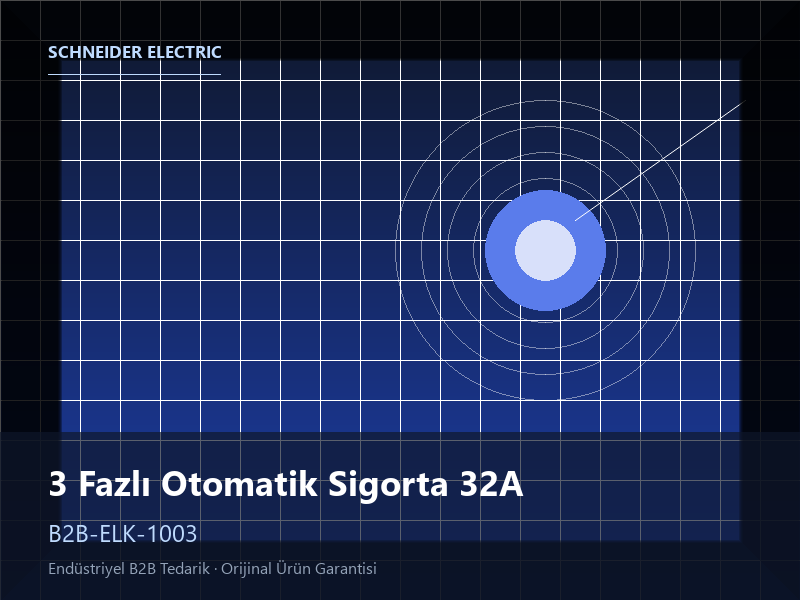 SCHNEIDER ELECTRIC
3 Fazlı Otomatik Sigorta 32A
B2B-ELK-1003
Endüstriyel B2B Tedarik · Orijinal Ürün Garantisi